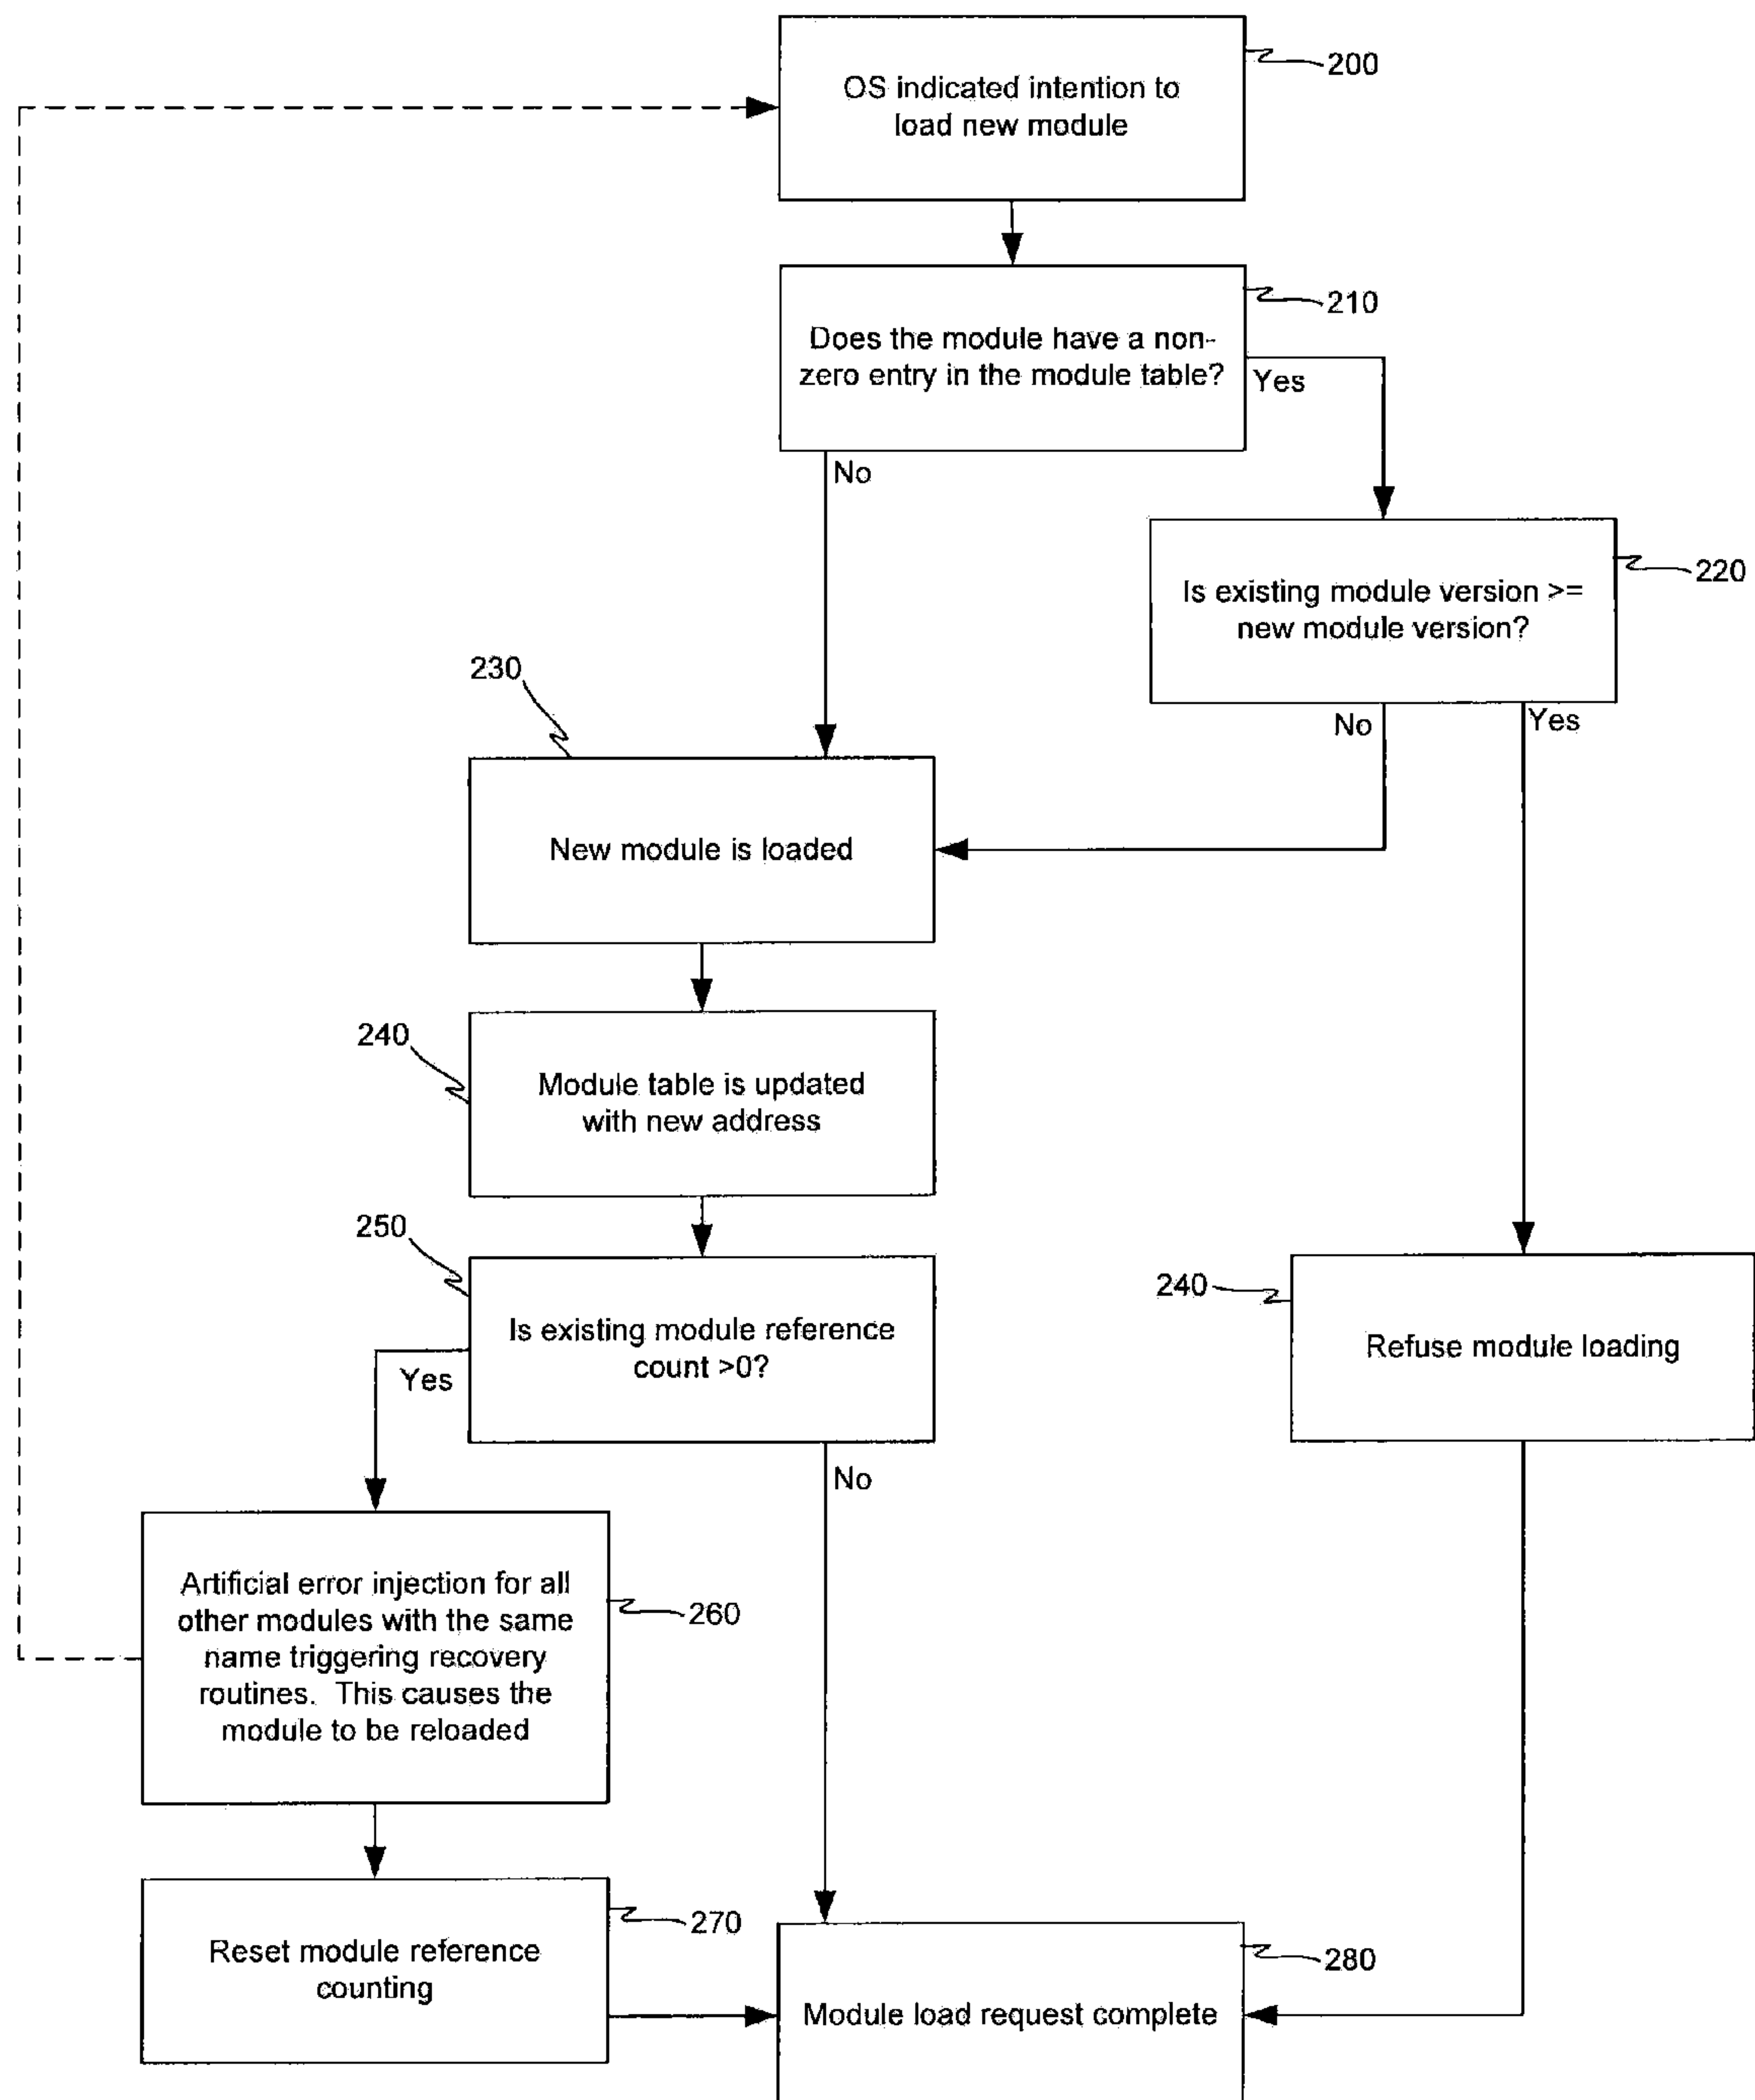 OS indicated intention to
load new module
200
Does the module have a non-
zero entry in the module table?
210
Yes
No
Is existing module version >=
new module version?
220
No
Yes
230
New module is loaded
240
Module table is updated
with new address
250
Is existing module reference
count >0?
Yes
No
240
Refuse module loading
Artificial error injection for all
other modules with the same
name triggering recovery
routines. This causes the
module to be reloaded
260
Reset module reference
counting
270
Module load request complete
280